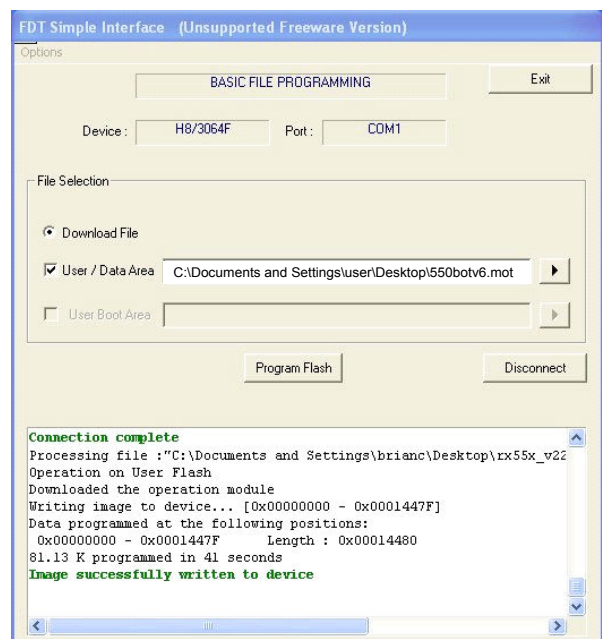 FDT Simple Interface (Unsupported Freeware Version)
Options
BASIC FILE PROGRAMMING
Exit
Device :
H8/3064F
Port :
COM1
File Selection
Download File
User / Data Area
C:\Documents and Settings\user\Desktop\550botv6.mot
User Boot Area
Program Flash
Disconnect
Connection complete
Processing file :"C:\Documents and Settings\brianc\Desktop\rx55x_v22
Operation on User Flash
Downloaded the operation module
Writing image to device... [0x00000000 - 0x0001447F]
Data programmed at the following positions:
0x00000000 - 0x0001447F Length : 0x00014480
81.13 K programmed in 41 seconds
Image successfully written to device